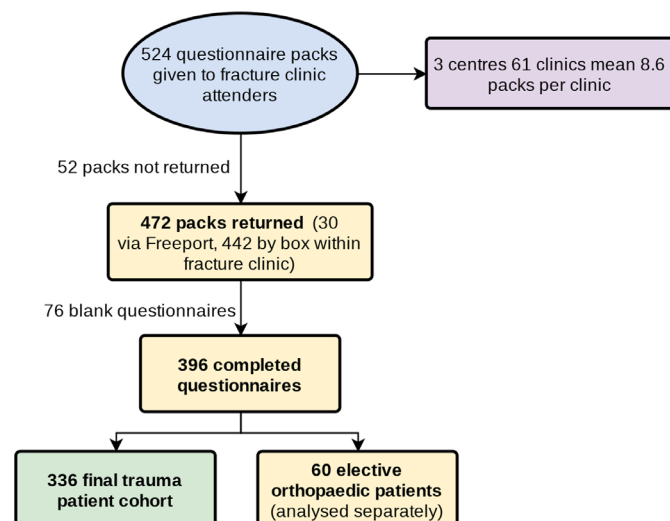 524 questionnaire packs
given to fracture clinic
attenders
3 centres 61 clinics mean 8.6
packs per clinic
52 packs not returned
472 packs returned (30
via Freeport, 442 by box within
fracture clinic)
76 blank questionnaires
396 completed
questionnaires
336 final trauma
patient cohort
60 elective
orthopaedic patients
(analysed separately)